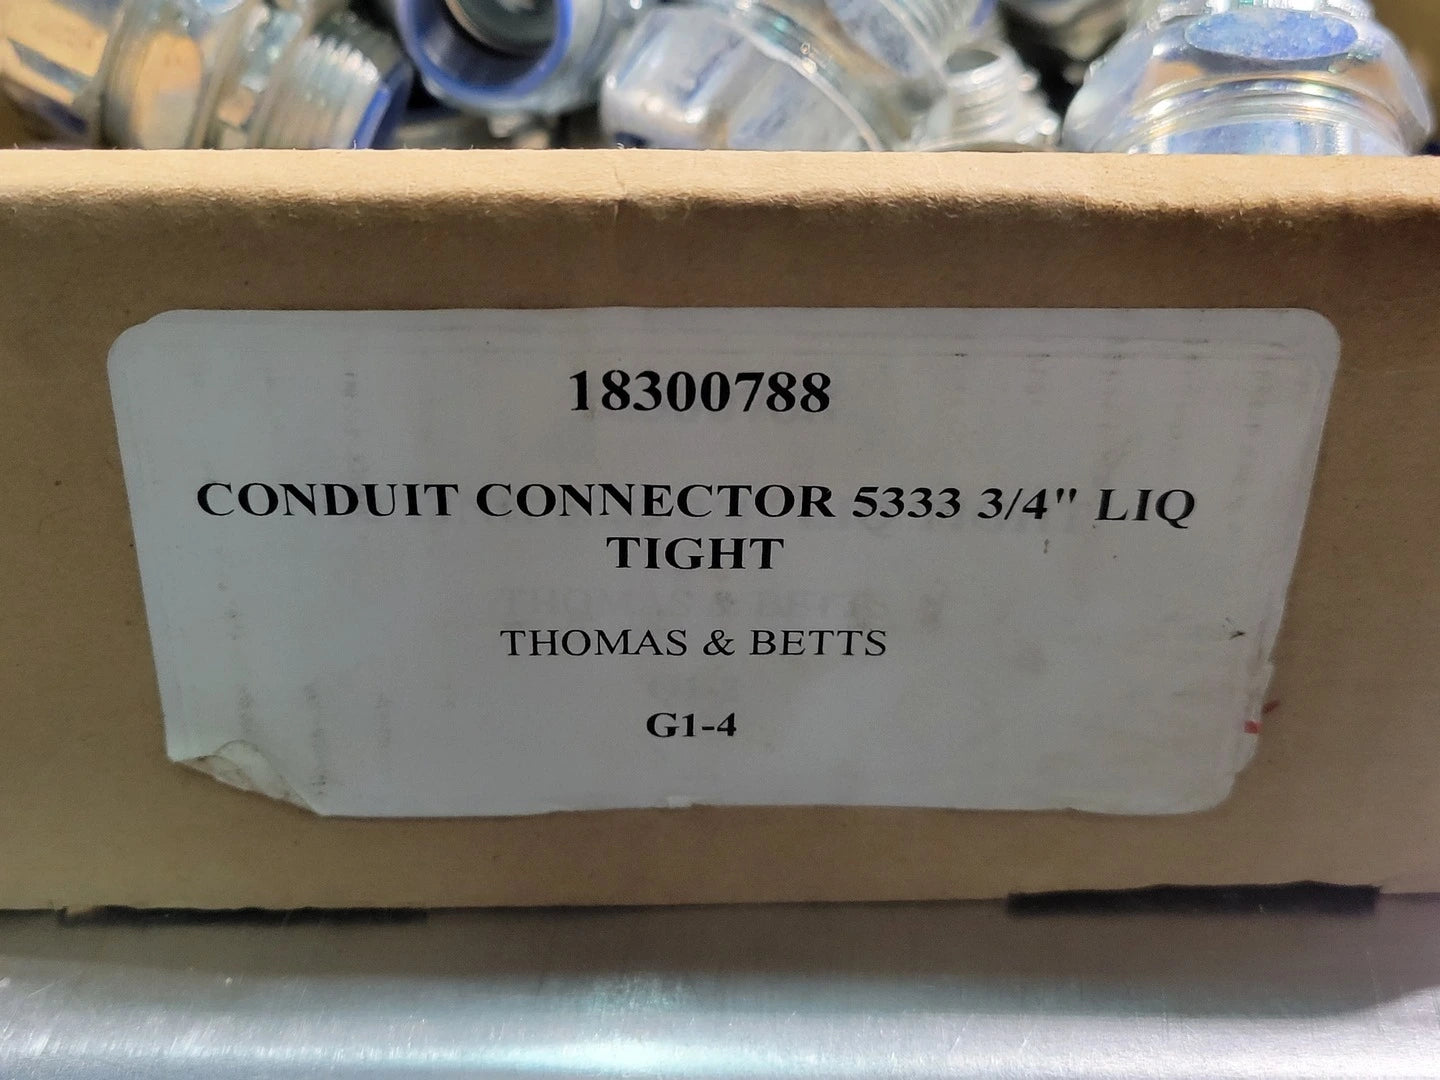 18300788
CONDUIT CONNECTOR 5333 3/4" LIQ
TIGHT
THOMAS & BETTS
G1-4